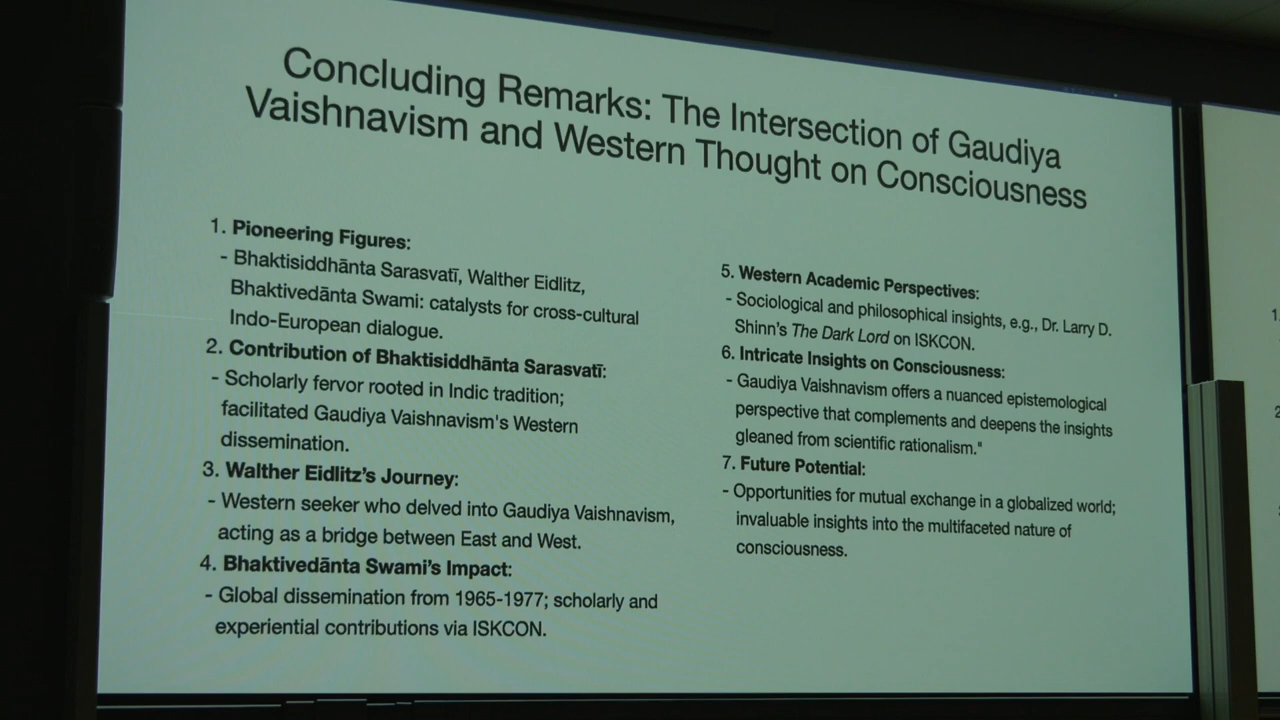 Concluding Remarks: The Intersection of Gaudiya
Vaishnavism and Western Thought on Consciousness
1. Pioneering Figures:
- Bhaktisiddhānta Sarasvatī, Walther Eidlitz,
Bhaktivedānta Swami: catalysts for cross-cultural
Indo-European dialogue.
2. Contribution of Bhaktisiddhānta Sarasvatī:
- Scholarly fervor rooted in Indic tradition;
facilitated Gaudiya Vaishnavism's Western
dissemination.
3. Walther Eidlitz’s Journey:
- Western seeker who delved into Gaudiya Vaishnavism,
acting as a bridge between East and West.
4. Bhaktivedānta Swami’s Impact:
- Global dissemination from 1965-1977; scholarly and
experiential contributions via ISKCON.
5. Western Academic Perspectives:
- Sociological and philosophical insights, e.g., Dr. Larry D.
Shinn’s The Dark Lord on ISKCON.
6. Intricate Insights on Consciousness:
- Gaudiya Vaishnavism offers a nuanced epistemological
perspective that complements and deepens the insights
gleaned from scientific rationalism."
7. Future Potential:
- Opportunities for mutual exchange in a globalized world;
invaluable insights into the multifaceted nature of
consciousness.
1
2